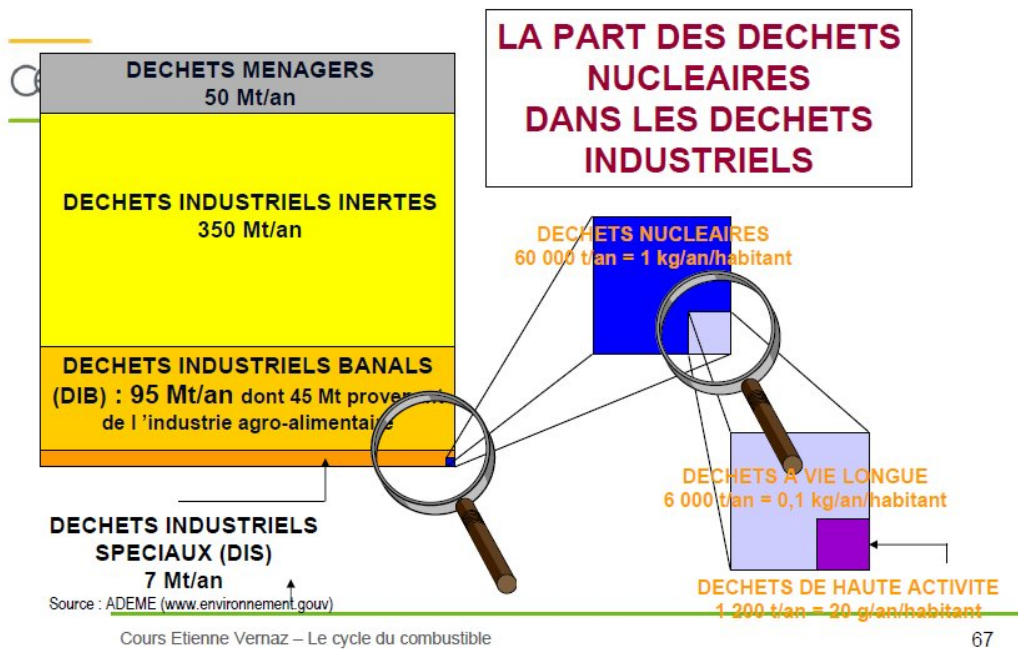 LA PART DES DECHETS
NUCLEAIRES
DANS LES DECHETS
INDUSTRIELS
DECHETS MENAGERS
50 Mt/an
DECHETS INDUSTRIELS INERTES
350 Mt/an
DECHETS INDUSTRIELS BANALS
(DIB) : 95 Mt/an dont 45 Mt provenant
de l ’industrie agro-alimentaire
DECHETS INDUSTRIELS
SPECIAUX (DIS)
7 Mt/an
Source : ADEME (www.environnement.gouv)
DECHETS NUCLEAIRES
60 000 t/an = 1 kg/an/habitant
DECHETS A VIE LONGUE
6 000 t/an = 0,1 kg/an/habitant
DECHETS DE HAUTE ACTIVITE
1 200 t/an = 20 g/an/habitant
Cours Etienne Vernaz – Le cycle du combustible
67